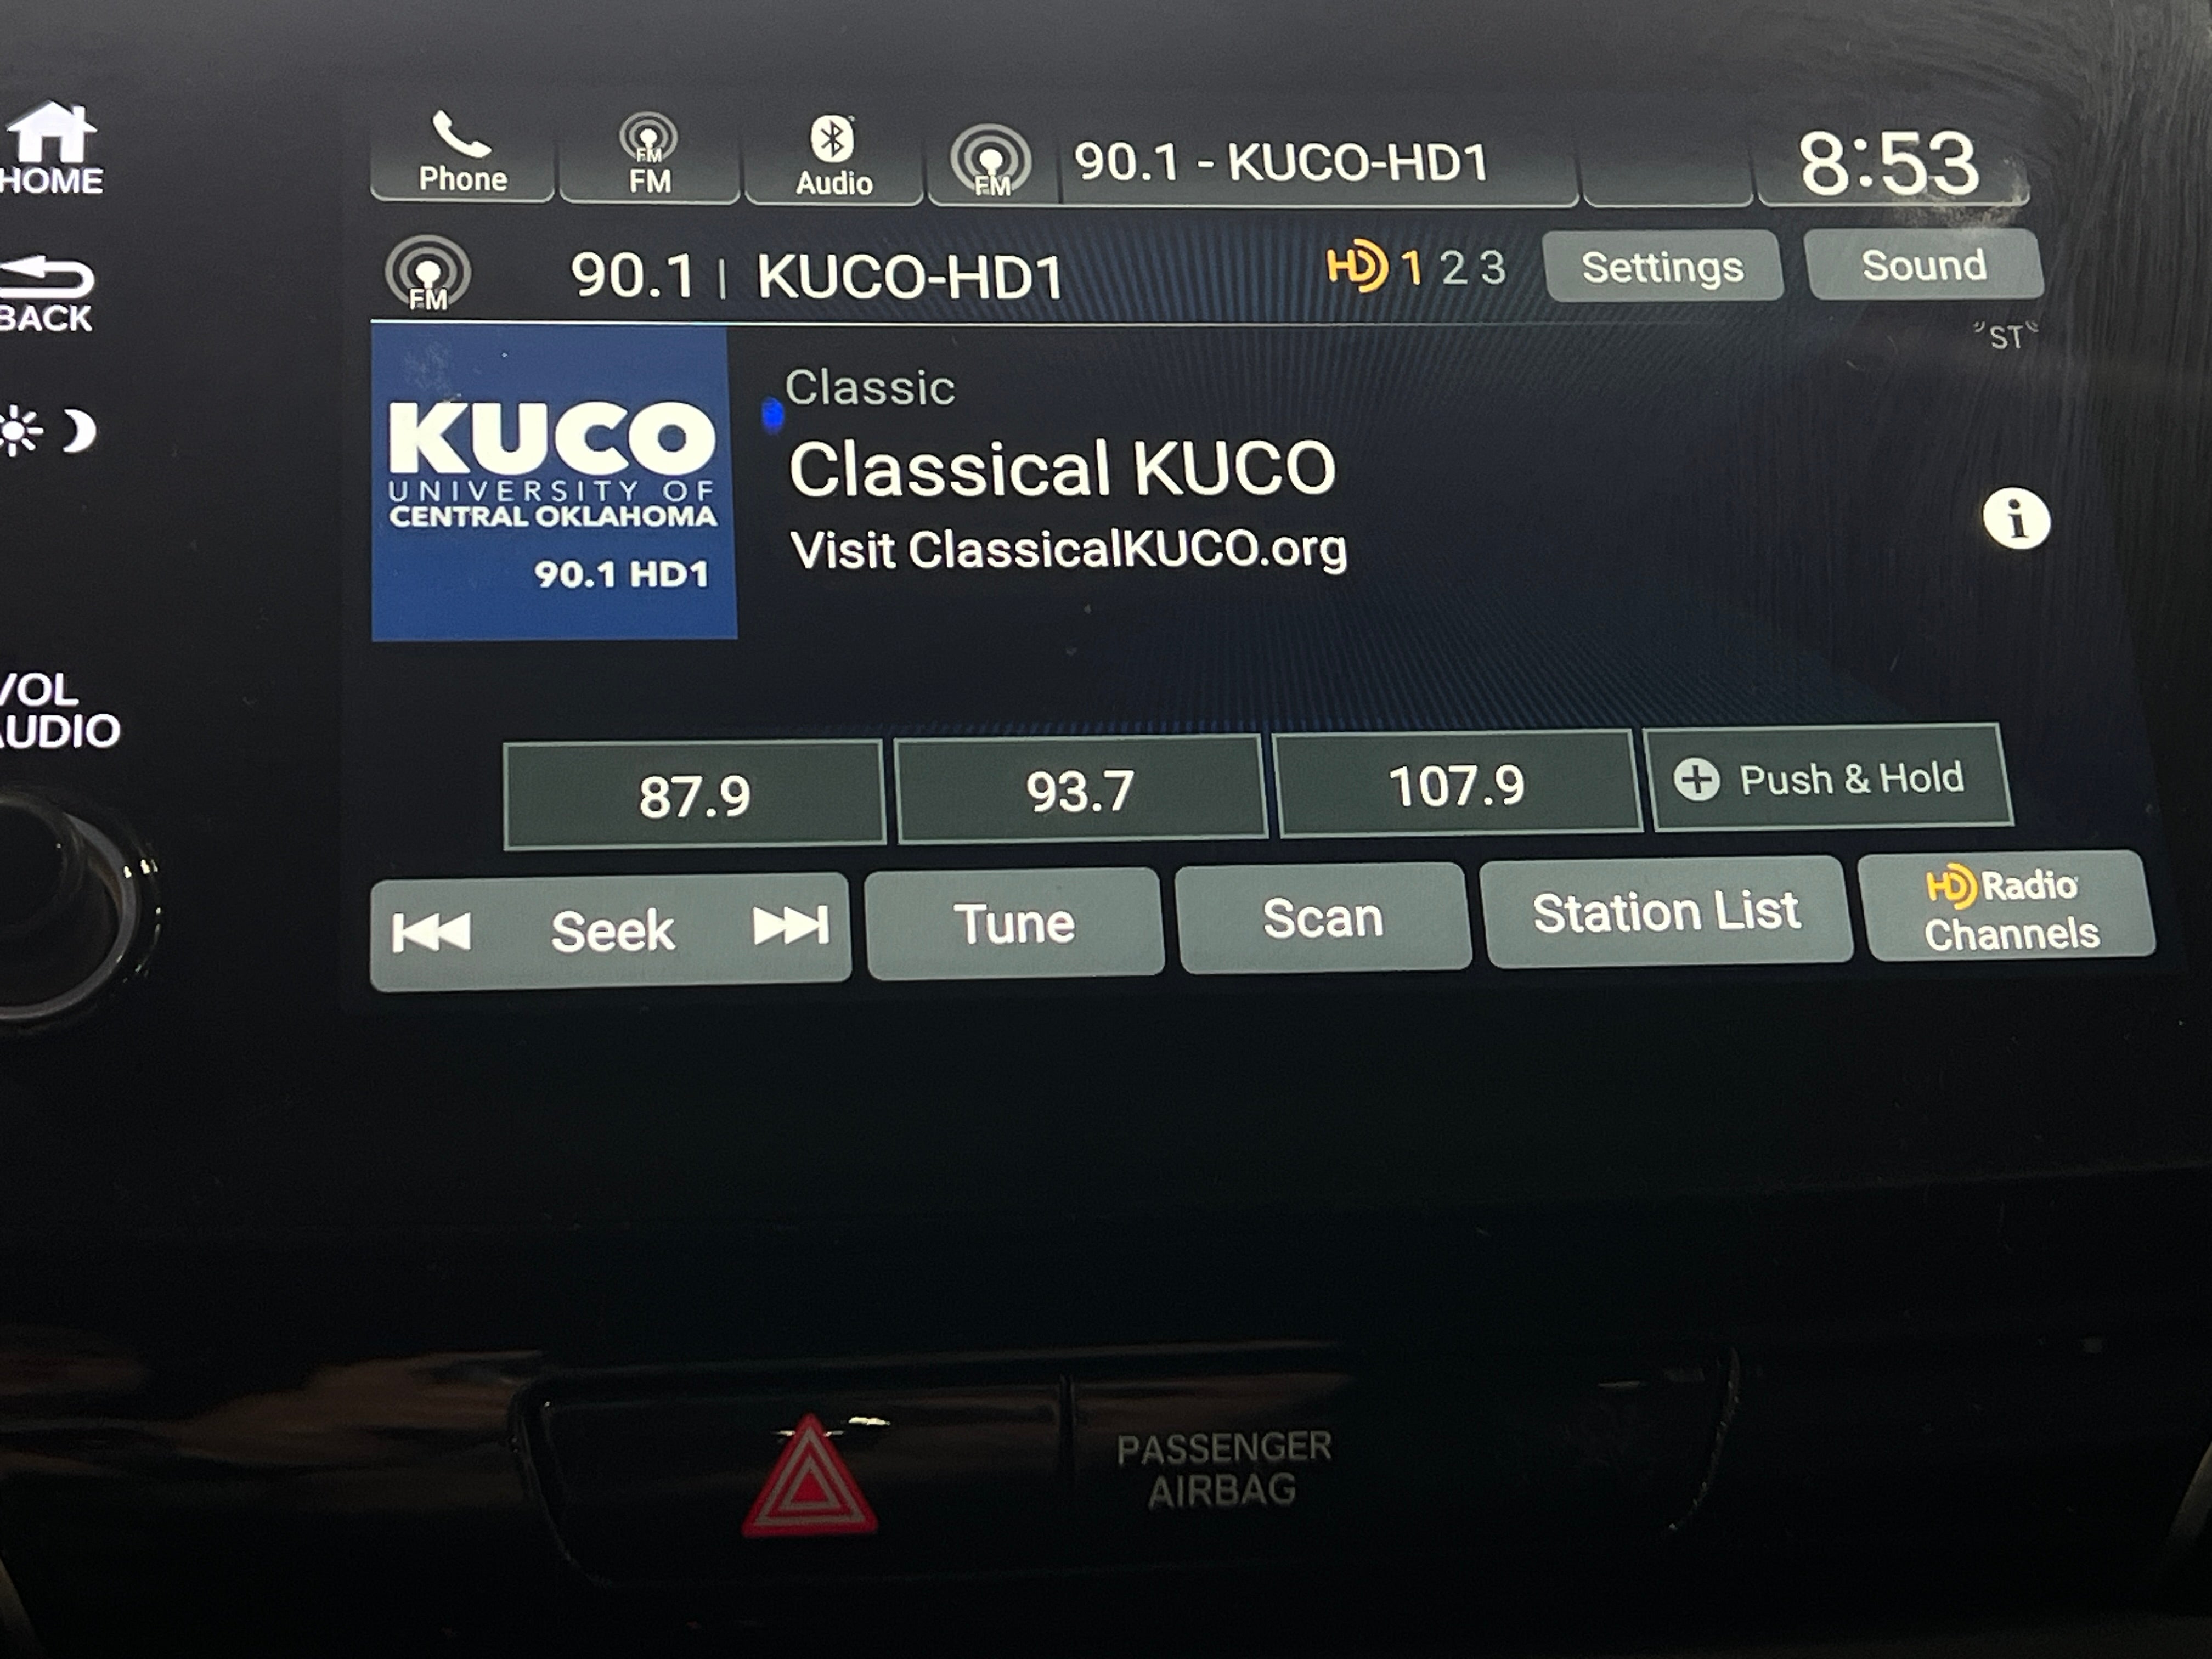 HOME
BACK
VOL
AUDIO
Phone
FM
FM
Audio
FM
90.1 - KUCO-HD1
8:53
FM
90.1 | KUCO-HD1
HD 1 2 3
Settings
Sound
ST
KUCO
UNIVERSITY OF
CENTRAL OKLAHOMA
90.1 HD1
Classic
Classical KUCO
Visit ClassicalKUCO.org
i
87.9
93.7
107.9
Push & Hold
Seek
Tune
Scan
Station List
HD Radio
Channels
PASSENGER
AIRBAG